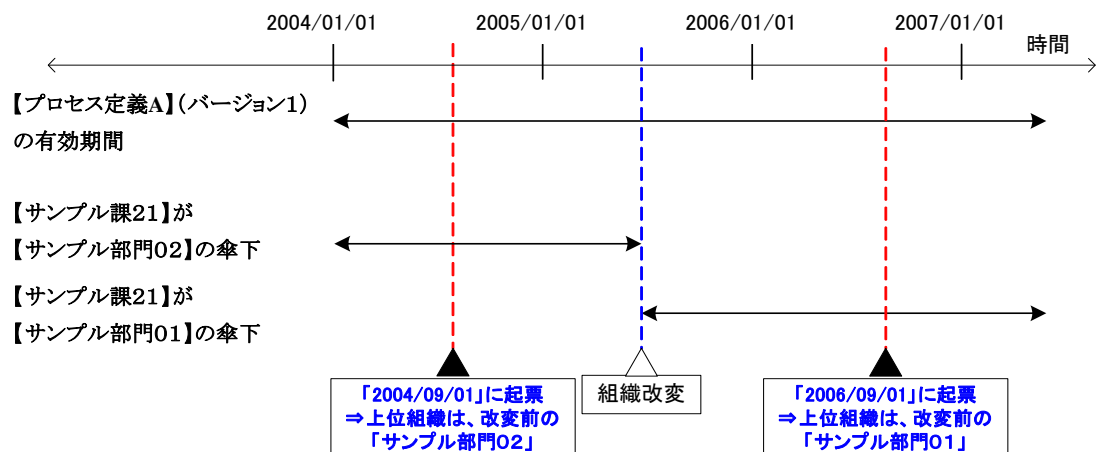 2004/01/01
2005/01/01
2006/01/01
2007/01/01
時間
【プロセス定義A】(バージョン1)
の有効期間
【サンプル課21】が
【サンプル部門02】の傘下
【サンプル課21】が
【サンプル部門01】の傘下
「2004/09/01」に起票
⇒上位組織は、改変前の
「サンプル部門02」
組織改変
「2006/09/01」に起票
⇒上位組織は、改変前の
「サンプル部門01」